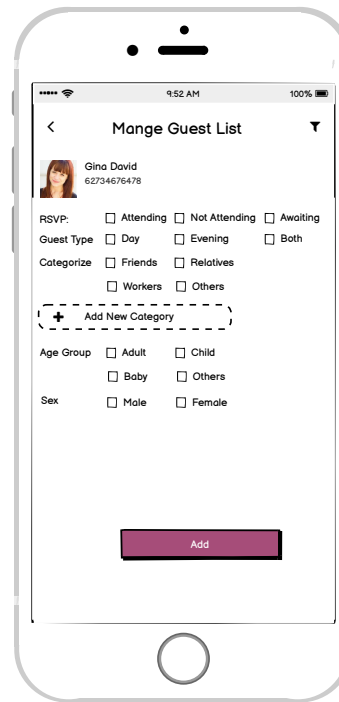 9:52 AM 100%
Mange Guest List
Gina David
62734676478
RSVP: Attending Not Attending Awaiting
Guest Type Day Evening Both
Categorize Friends Relatives
Workers Others
Add New Category
Age Group Adult Child
Baby Others
Sex Male Female
Add